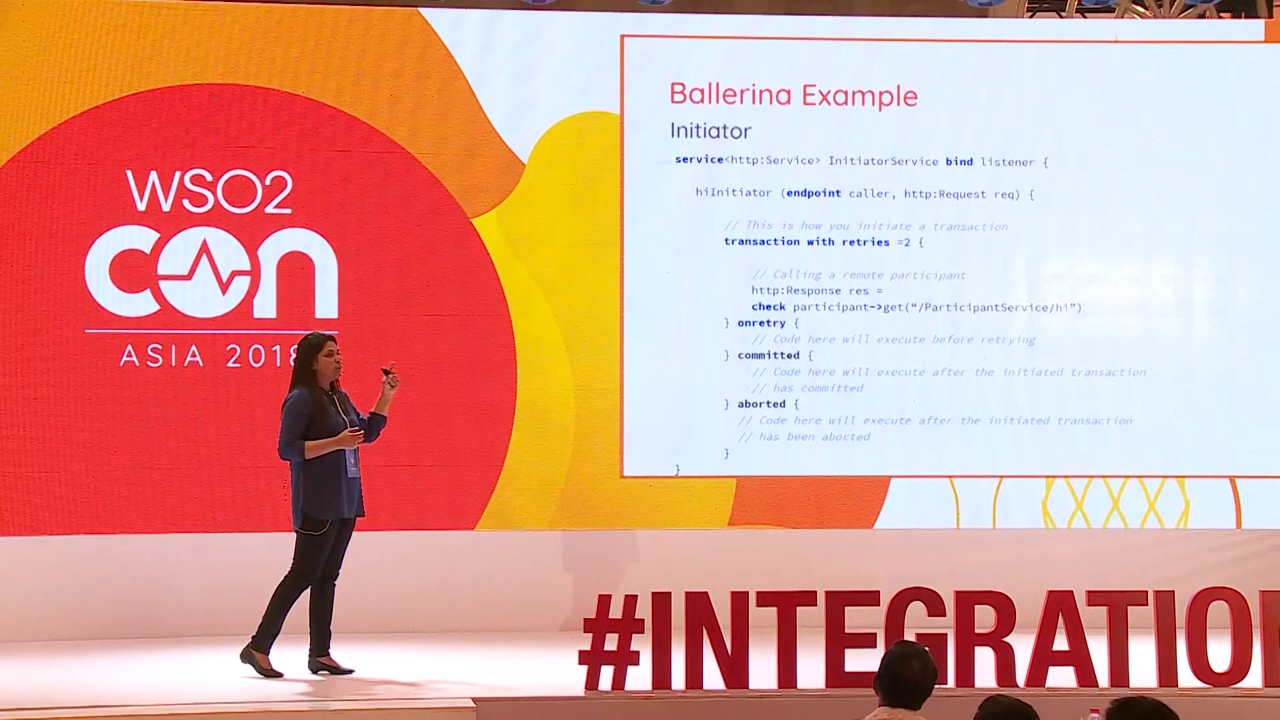 WSO2
con
ASIA 2018
Ballerina Example
Initiator
service<http:Service> InitiatorService bind listener {
hiInitiator (endpoint caller, http:Request req) {
// This is how you initiate a transaction
transaction with retries =2 {
// Calling a remote participant
http:Response res =
check participant->get(“/ParticipantService/hi”)
} onretry {
// Code here will execute before retrying
} committed {
// Code here will execute after the initiated transaction
// has committed
} aborted {
// Code here will execute after the initiated transaction
// has been aborted
}
}
#INTEGRATION